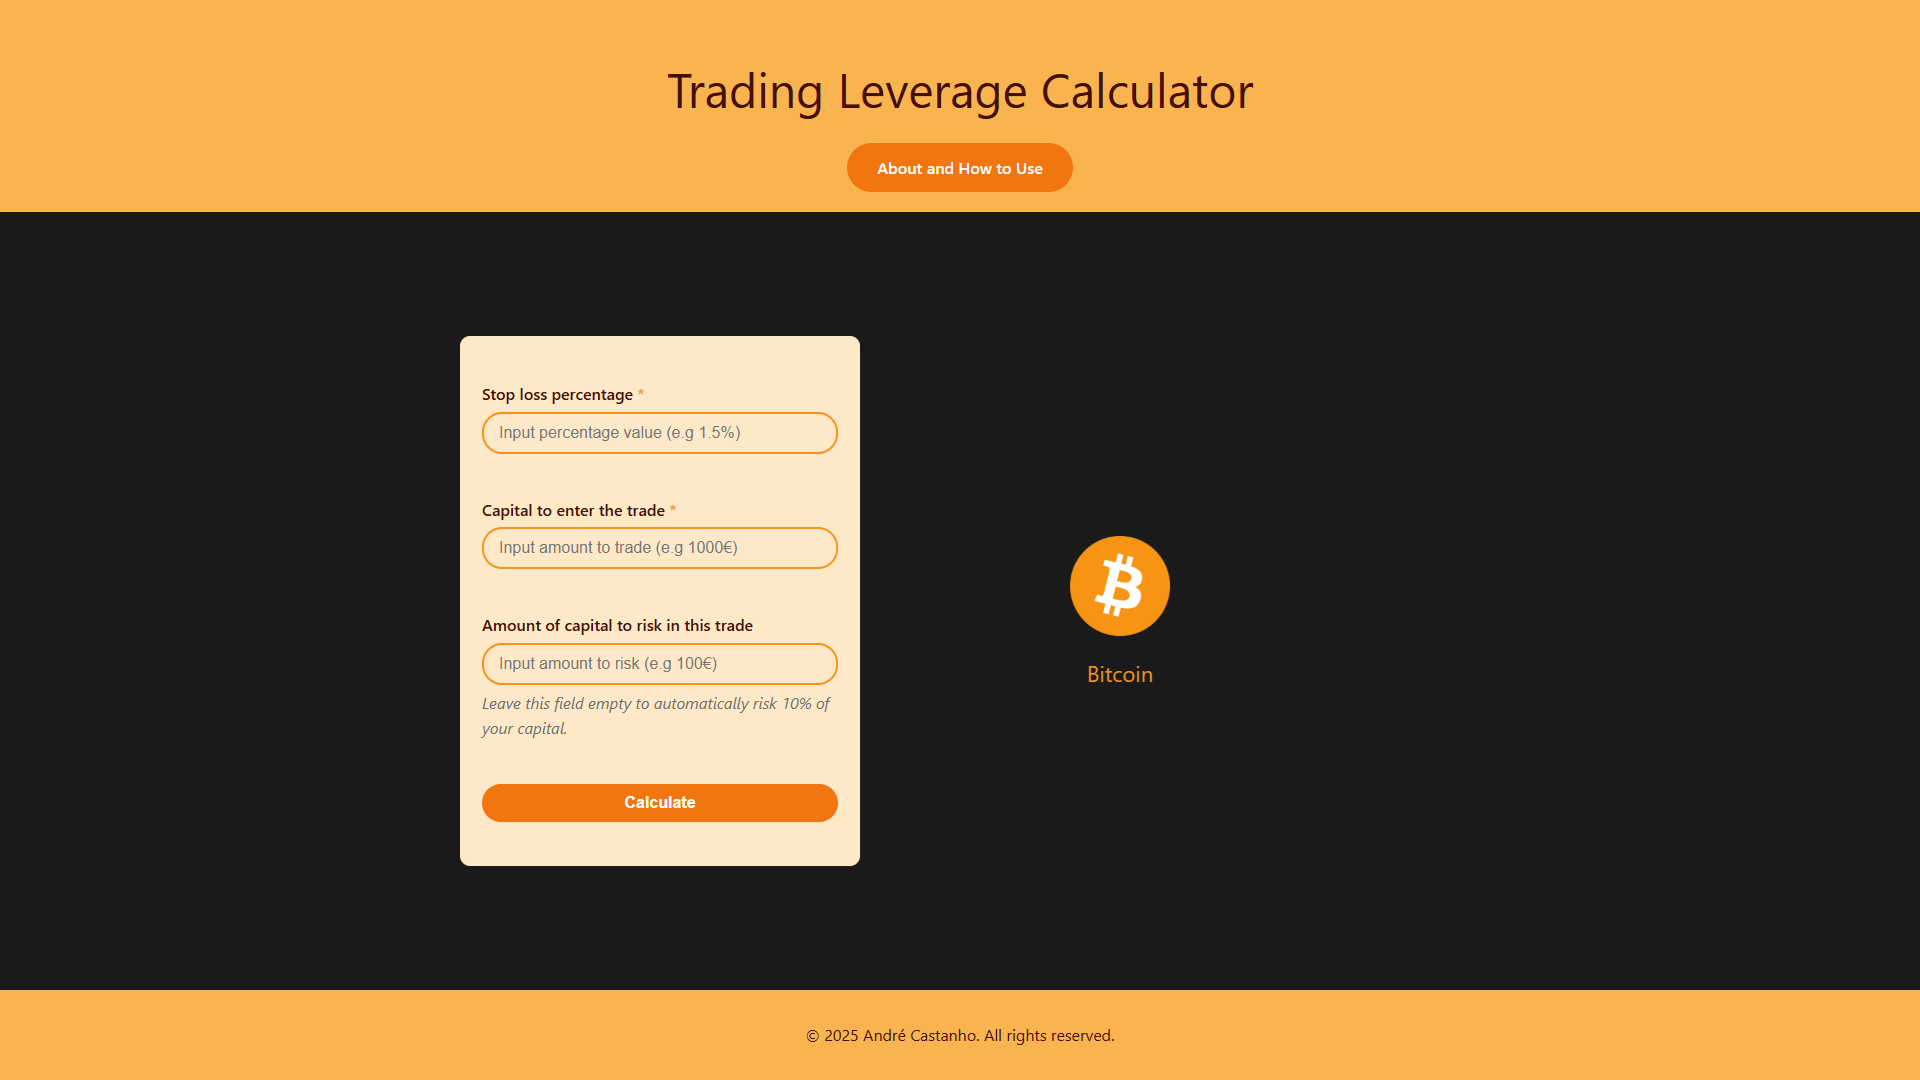 Trading Leverage Calculator
About and How to Use
Stop loss percentage *
Input percentage value (e.g 1.5%)
Capital to enter the trade *
Input amount to trade (e.g 1000€)
Amount of capital to risk in this trade
Input amount to risk (e.g 100€)
Leave this field empty to automatically risk 10% of
your capital.
Calculate
Bitcoin
© 2025 André Castanho. All rights reserved.